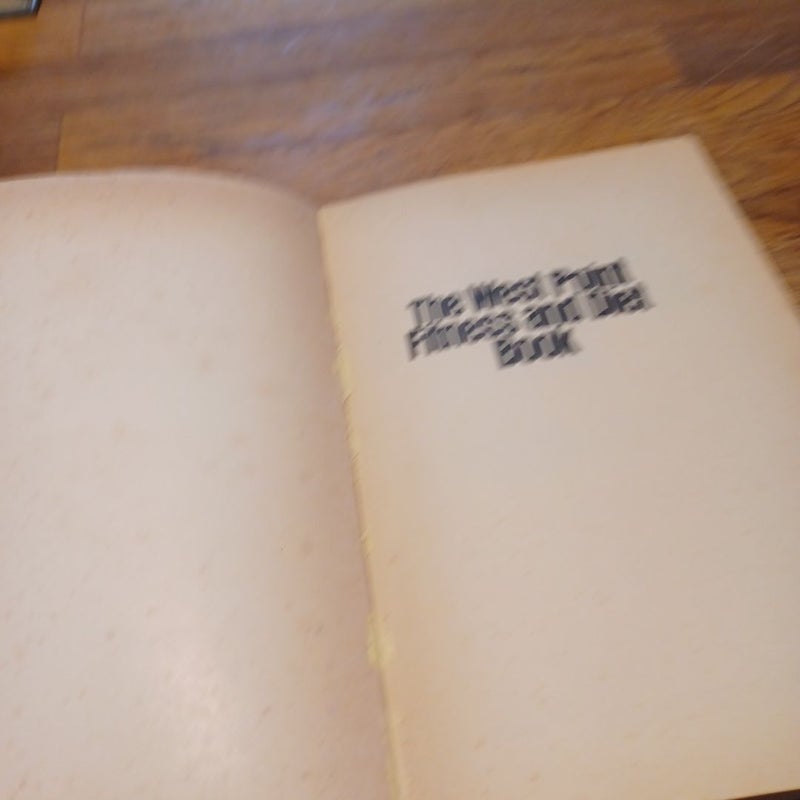 The West Point
Fitness and Diet
Book